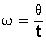 ω = θ/t